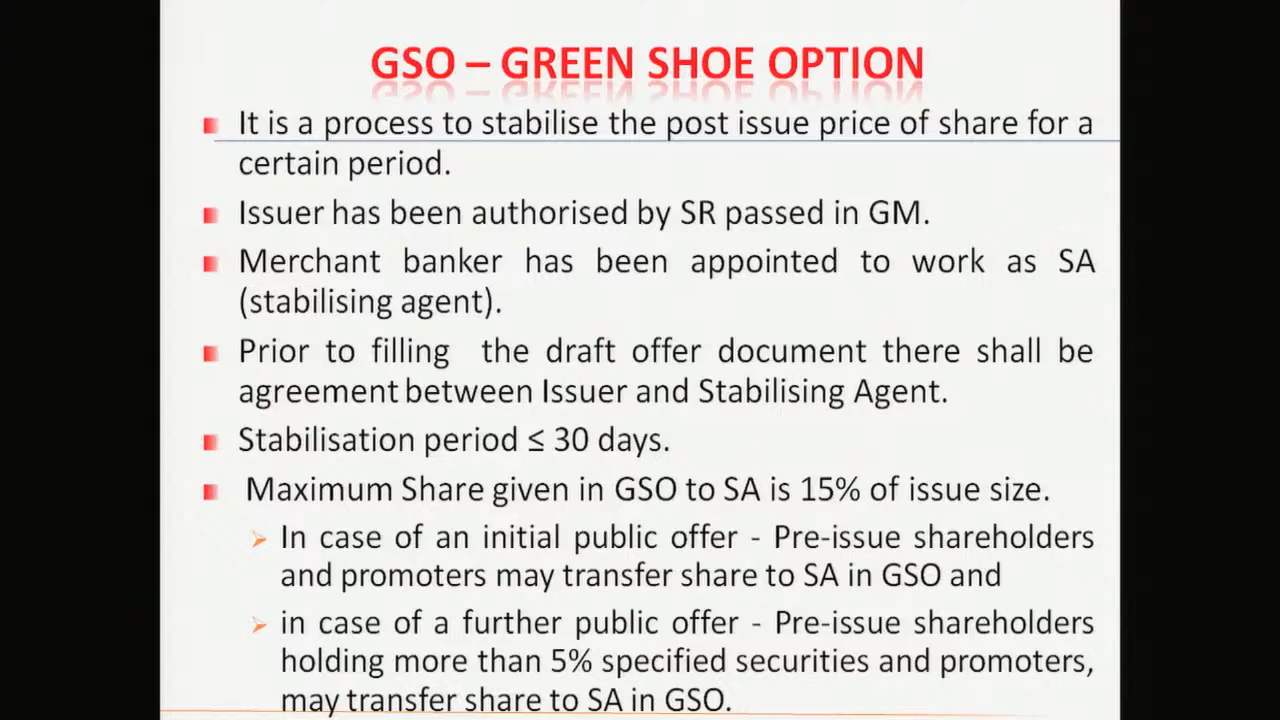 GSO – GREEN SHOE OPTION
It is a process to stabilise the post issue price of share for a
certain period.
Issuer has been authorised by SR passed in GM.
Merchant banker has been appointed to work as SA
(stabilising agent).
Prior to filling the draft offer document there shall be
agreement between Issuer and Stabilising Agent.
Stabilisation period ≤ 30 days.
Maximum Share given in GSO to SA is 15% of issue size.
In case of an initial public offer - Pre-issue shareholders
and promoters may transfer share to SA in GSO and
in case of a further public offer - Pre-issue shareholders
holding more than 5% specified securities and promoters,
may transfer share to SA in GSO.